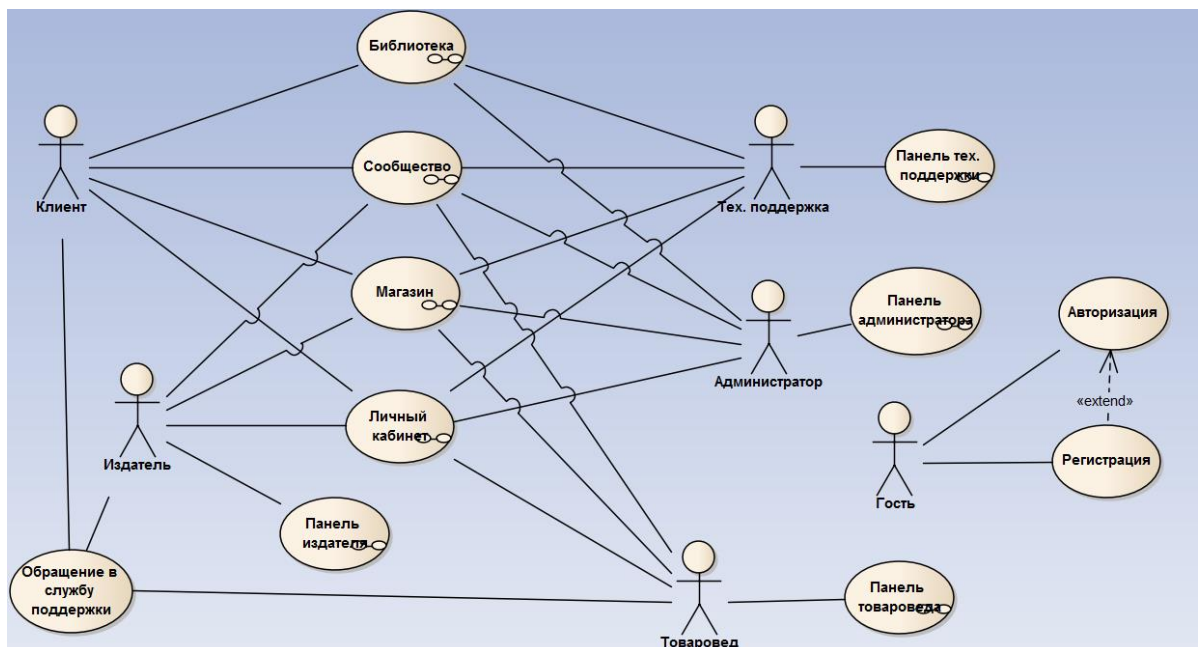 Библиотека
Клиент
Сообщество
Тех. поддержка
Панель тех.
поддержки
Магазин
Администратор
Панель
администратора
Авторизация
«extend»
Издатель
Личный
кабинет
Гость
Регистрация
Панель
издателя
Обращение в
службу
поддержки
Товаровед
Панель
товароведа